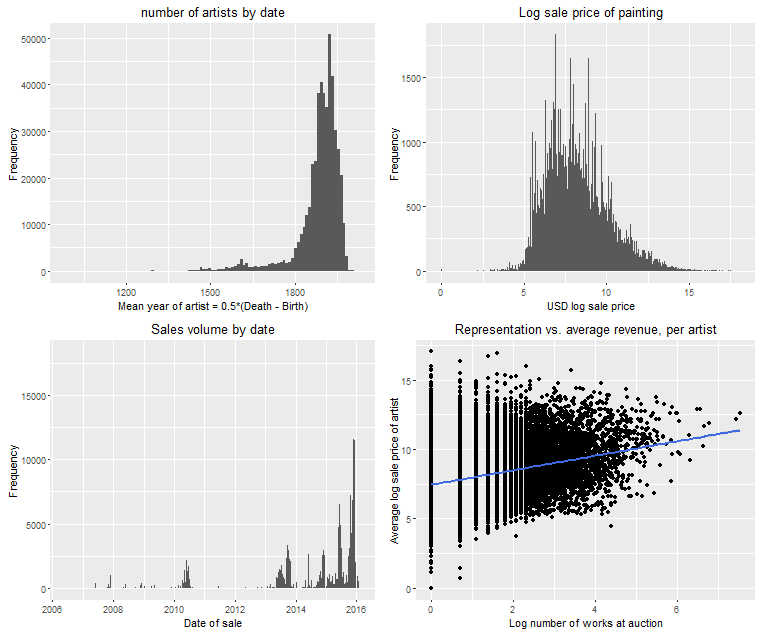 number of artists by date
Frequency
50000
40000
30000
20000
10000
0
1200 1500 1800
Mean year of artist = 0.5*(Death - Birth)
Log sale price of painting
Frequency
1500
1000
500
0
0 5 10 15
USD log sale price
Sales volume by date
Frequency
15000
10000
5000
0
2006 2008 2010 2012 2014 2016
Date of sale
Representation vs. average revenue, per artist
Average log sale price of artist
15
10
5
0
0 2 4 6
Log number of works at auction